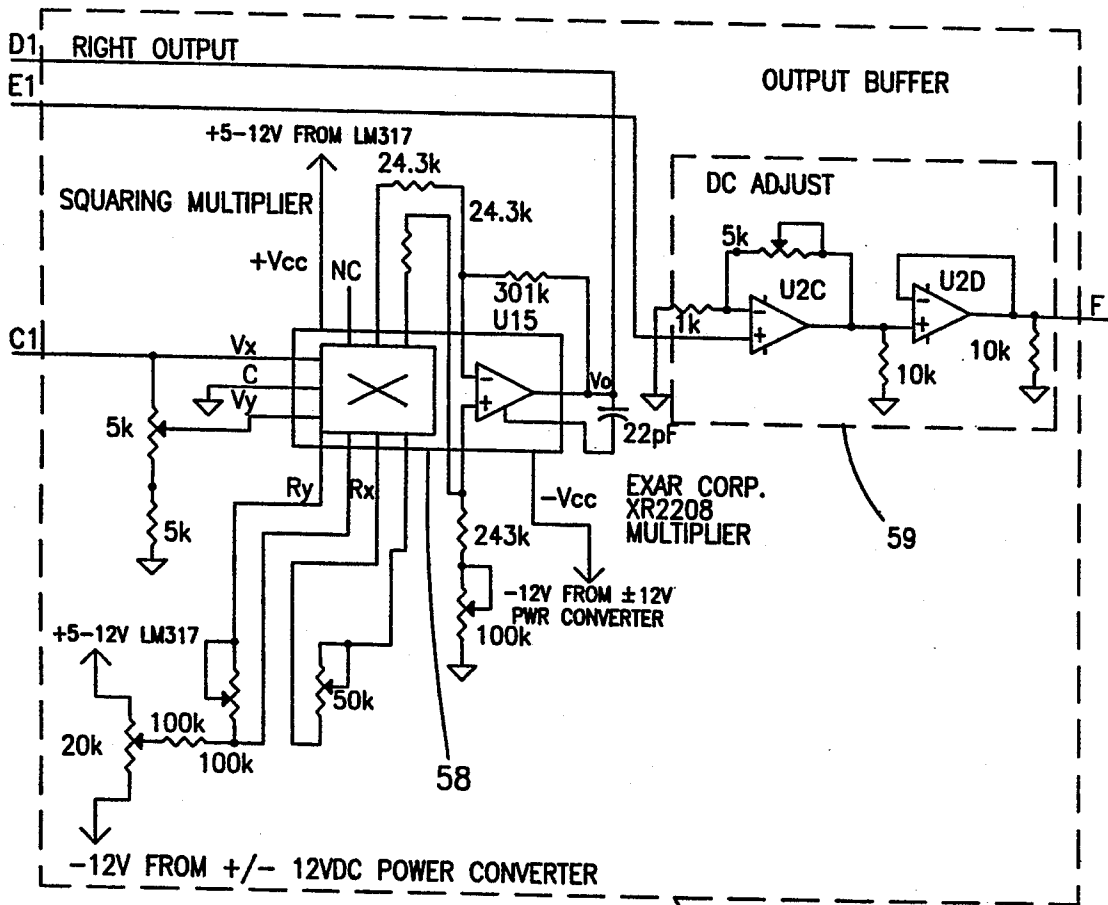 D1 RIGHT OUTPUT
E1
OUTPUT BUFFER
+5-12V FROM LM317
24.3k
DC ADJUST
SQUARING MULTIPLIER
24.3k
5k
+Vcc
NC
301k
U15
U2C
U2D
F
1k
C1
Vx
C
Vy
−
+
Vo
−
+
−
+
10k
10k
5k
22pF
Ry
Rx
−Vcc
EXAR CORP.
XR2208
MULTIPLIER
5k
243k
59
−12V FROM ±12V
PWR CONVERTER
100k
+5-12V LM317
50k
20k
100k
100k
58
−12V FROM +/− 12VDC POWER CONVERTER